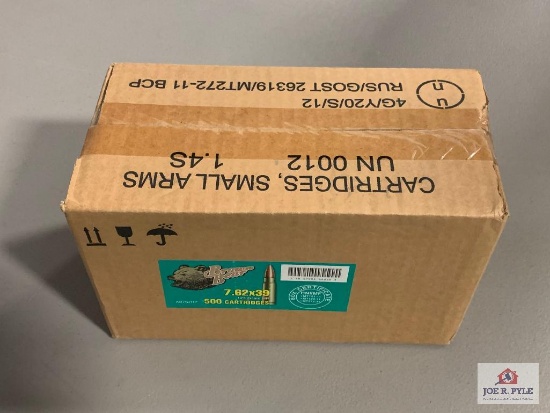 4G/Y20/S/12
RUS/GOST 26319/MT272-11 BCP
u
n
CARTRIDGES, SMALL ARMS
UN 0012 1.4S
7.62x39
500 CARTRIDGES
JOE R. PYLE